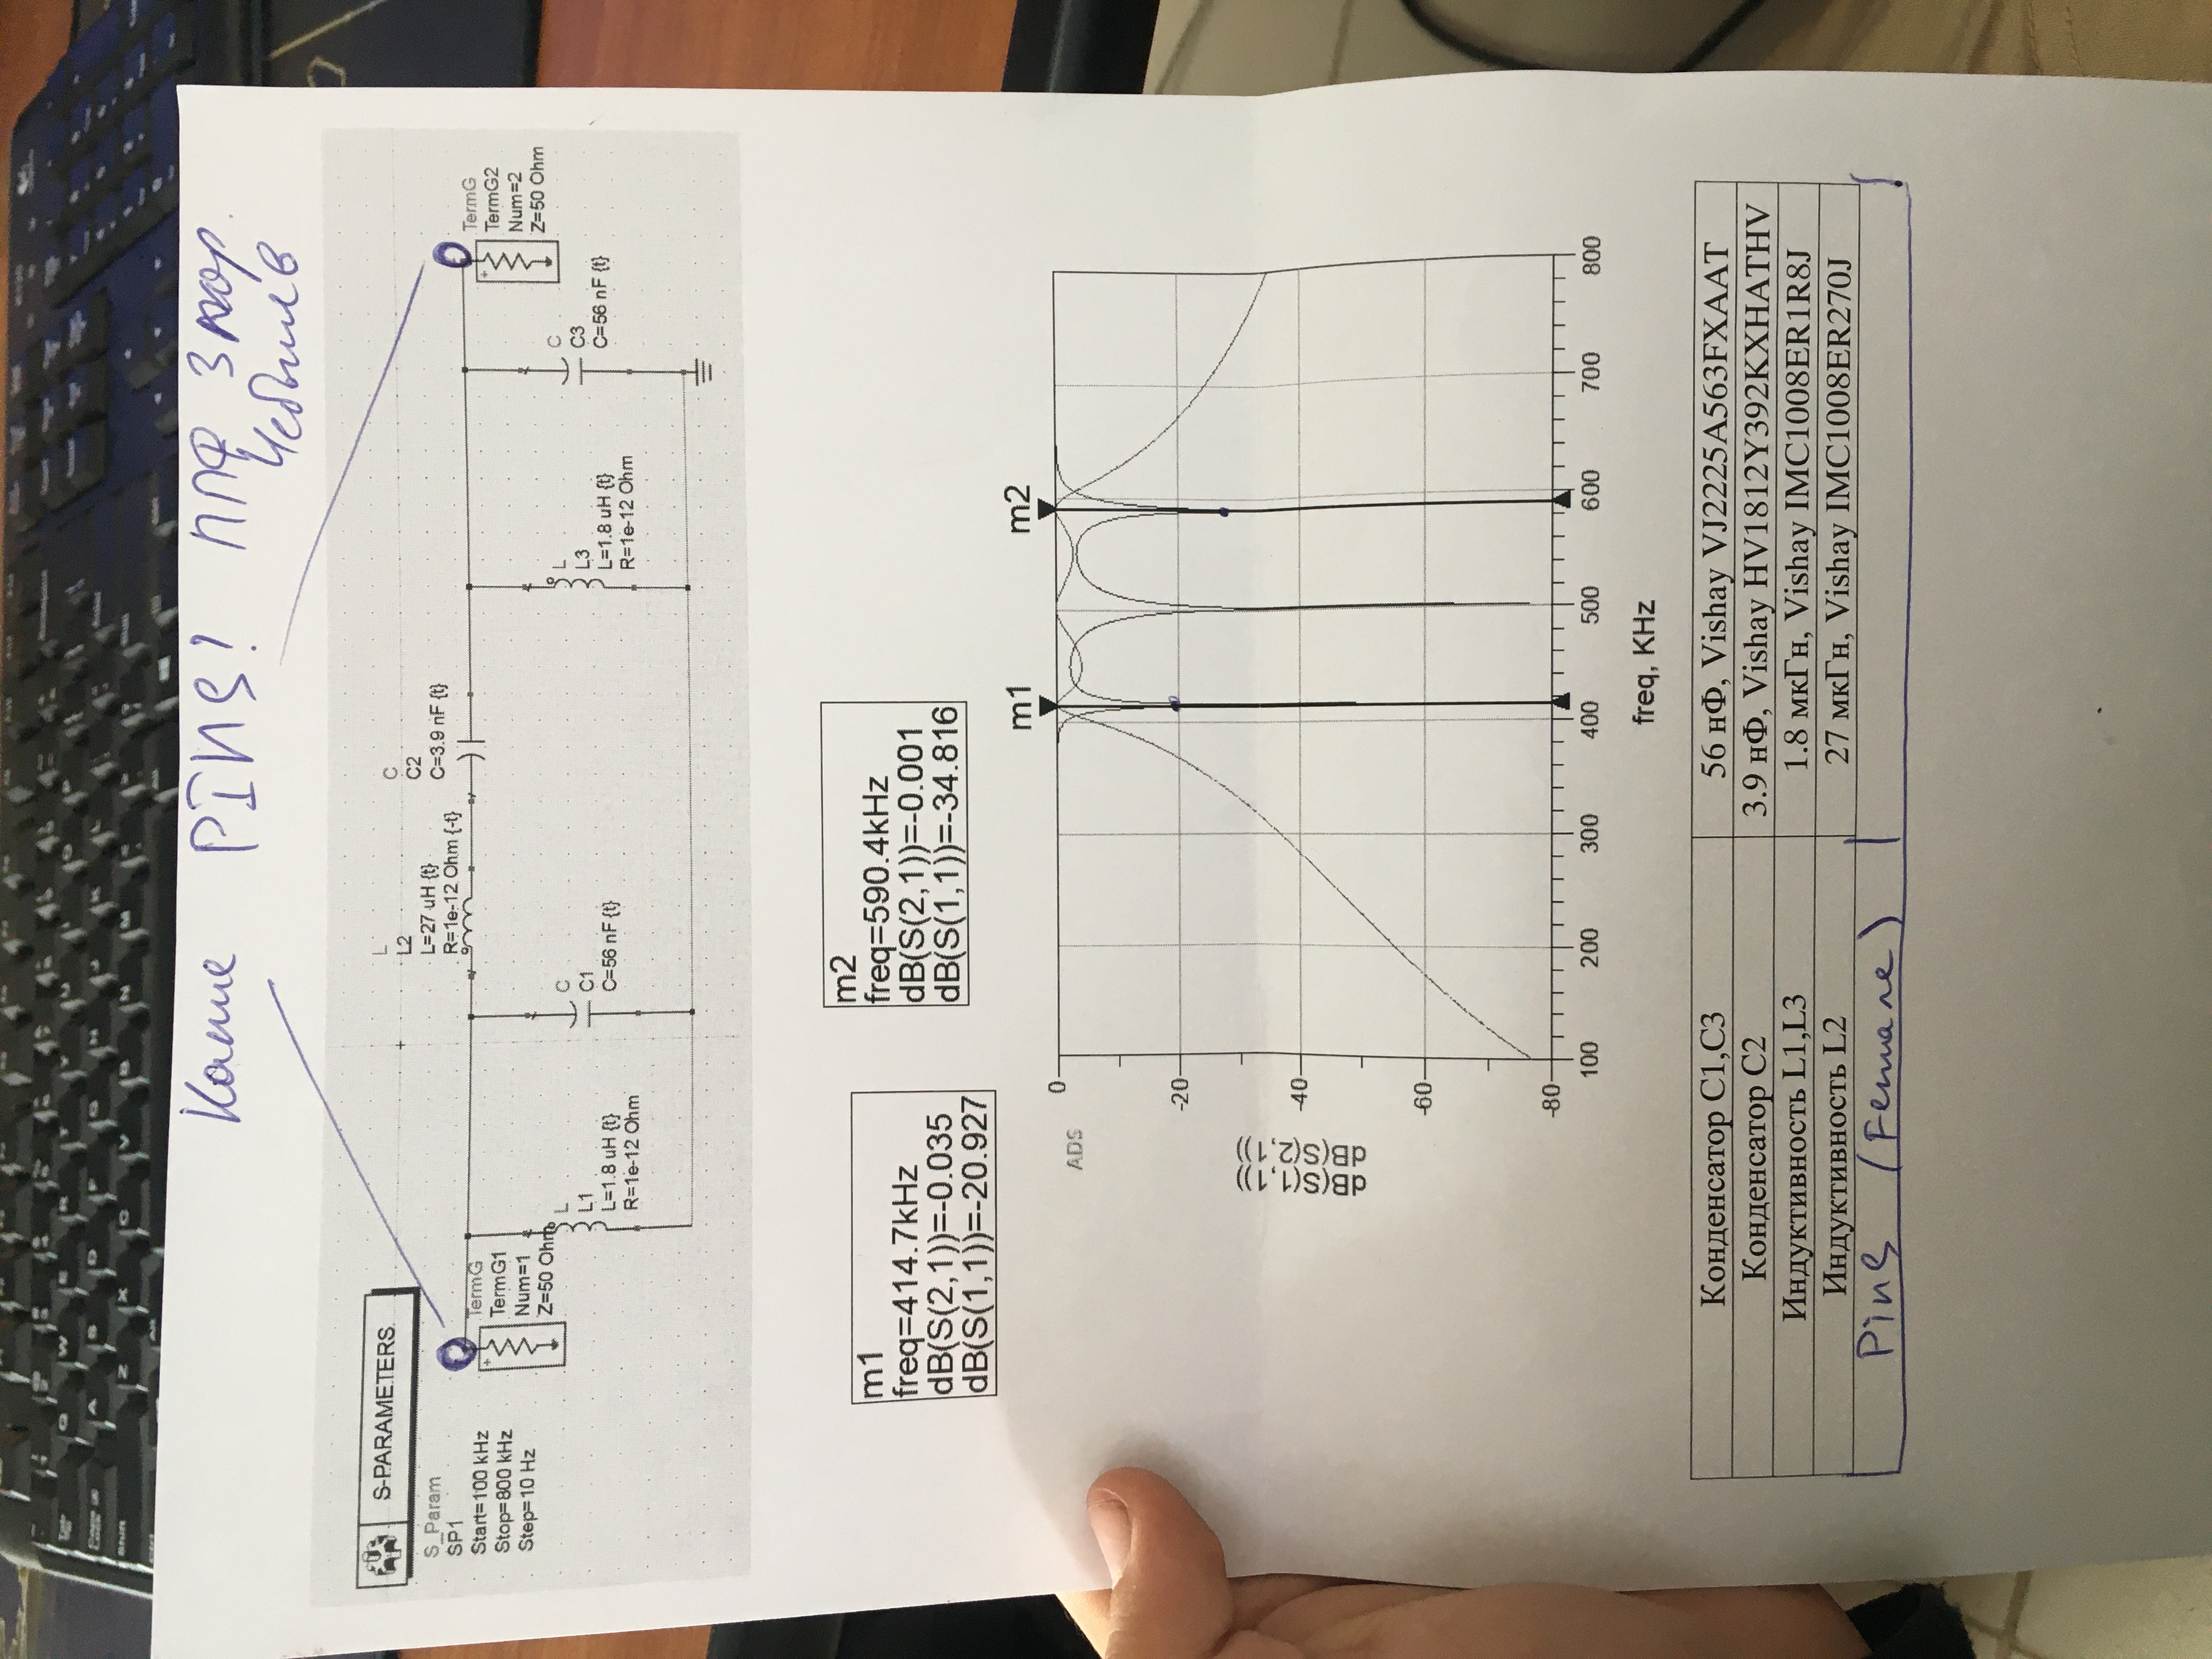 Какие PINS! ППФ 3 пор.
Чебышев
S-PARAMETERS
S_Param
SP1
Start=100 kHz
Stop=800 kHz
Step=10 Hz
TermG
TermG1
Num=1
Z=50 Ohm
L
L1
L=1.8 uH {t}
R=1e-12 Ohm
C
C1
C=56 nF {t}
L
L2
L=27 uH {t}
R=1e-12 Ohm {-t}
C
C2
C=3.9 nF {t}
L
L3
L=1.8 uH {t}
R=1e-12 Ohm
C
C3
C=56 nF {t}
TermG
TermG2
Num=2
Z=50 Ohm
m1
freq=414.7kHz
dB(S(2,1))=-0.035
dB(S(1,1))=-20.927
m2
freq=590.4kHz
dB(S(2,1))=-0.001
dB(S(1,1))=-34.816
m1 m2
ADS
0
-20
-40
-60
-80
dB(S(1,1))
dB(S(2,1))
100 200 300 400 500 600 700 800
freq, KHz
Конденсатор C1,C3 56 нФ, Vishay VJ2225A563FXAAT
Конденсатор C2 3.9 нФ, Vishay HV1812Y392KXHATHV
Индуктивность L1,L3 1.8 мкГн, Vishay IMC1008ER1R8J
Индуктивность L2 27 мкГн, Vishay IMC1008ER270J
Pins (Female)